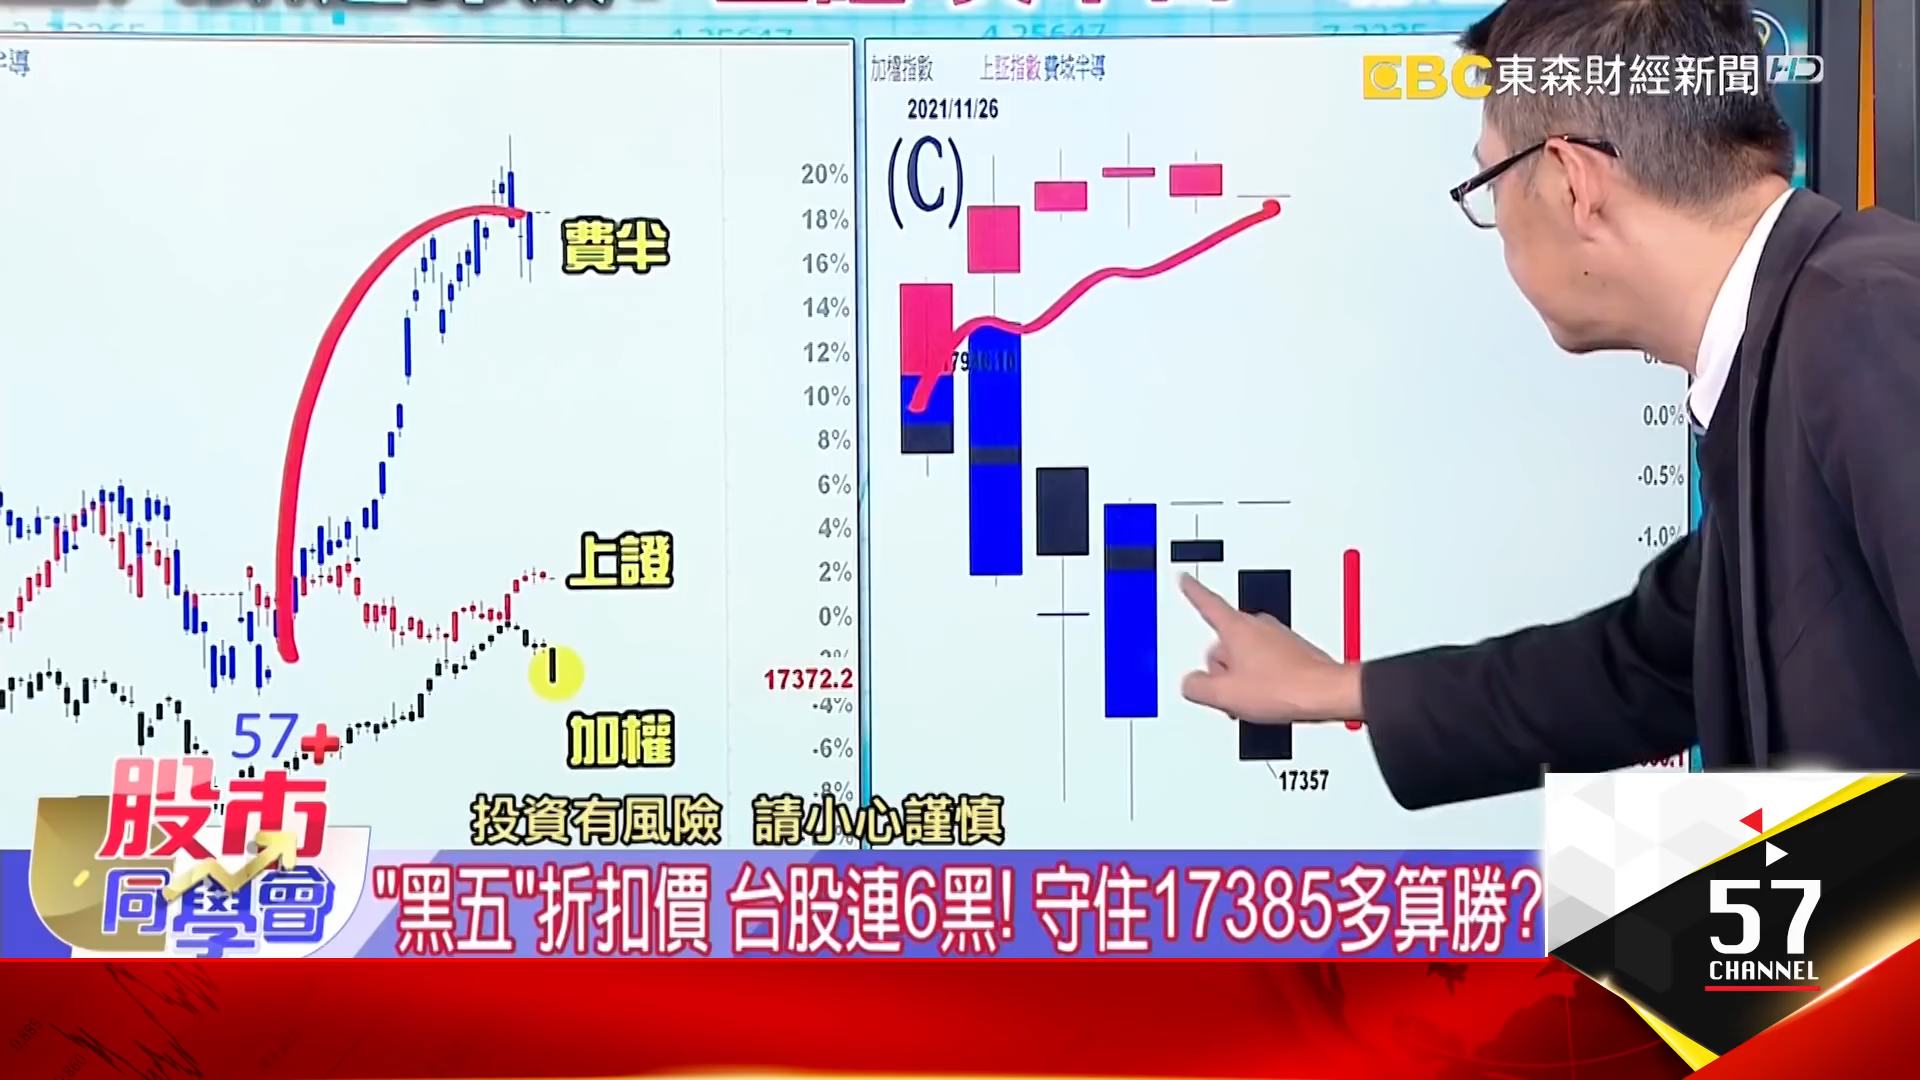 加權指數 上証指數 費城半導
EBC東森財經新聞HD
2021/11/26
(C)
20%
18%
16%
14%
12%
10%
8%
6%
4%
2%
0%
17372.2
-4%
-6%
-8%
費半
上證
加權
0.0%
-0.5%
-1.0%
17357
57+
股市
同學會
投資有風險 請小心謹慎
"黑五"折扣價 台股連6黑! 守住17385多算勝?
57
CHANNEL